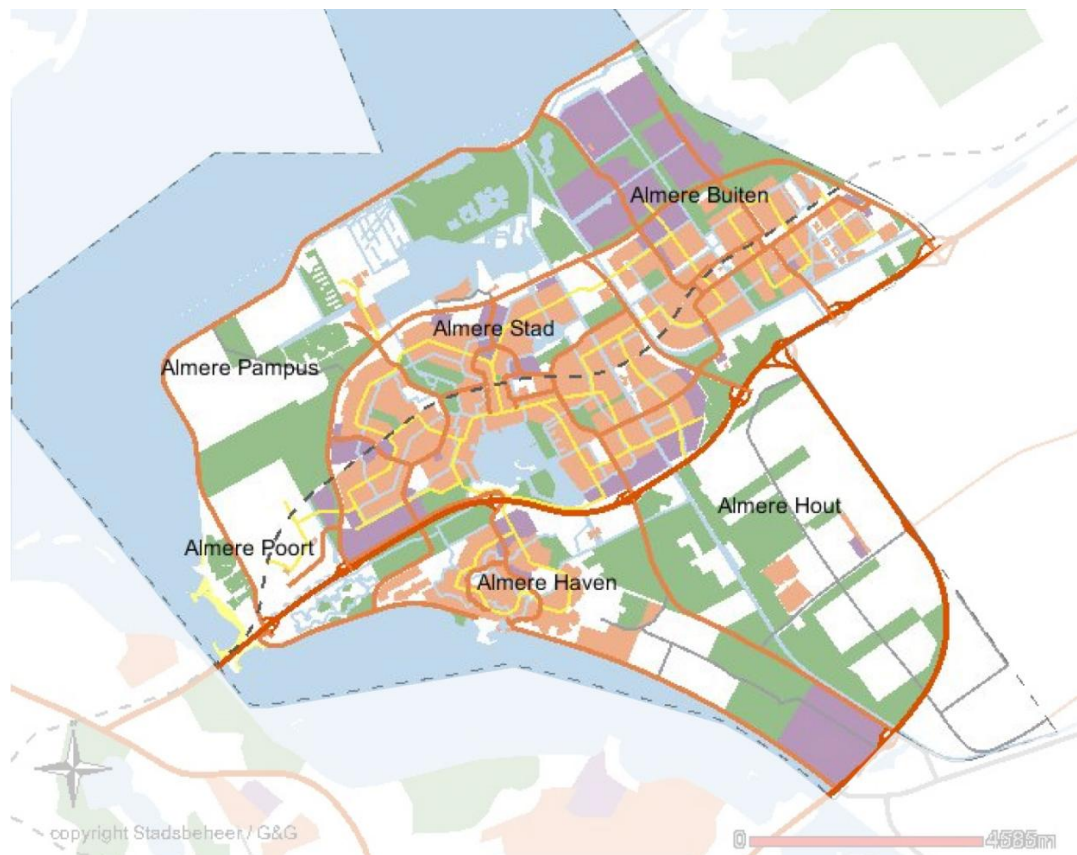 Almere Buiten
Almere Stad
Almere Pampus
Almere Hout
Almere Poort
Almere Haven
copyright Stadsbeheer / G&G
0 4585m